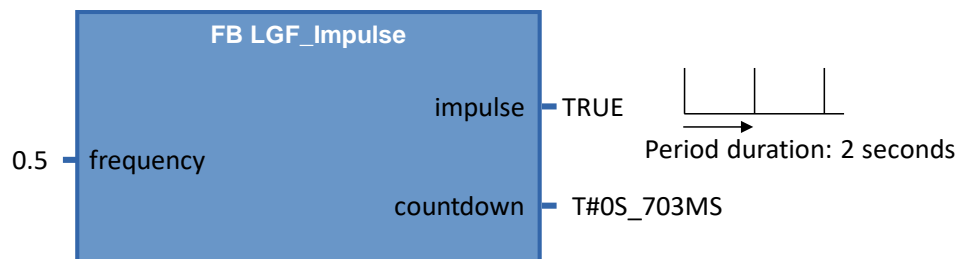 FB LGF_Impulse
impulse
TRUE
Period duration: 2 seconds
0.5
frequency
countdown
T#0S_703MS